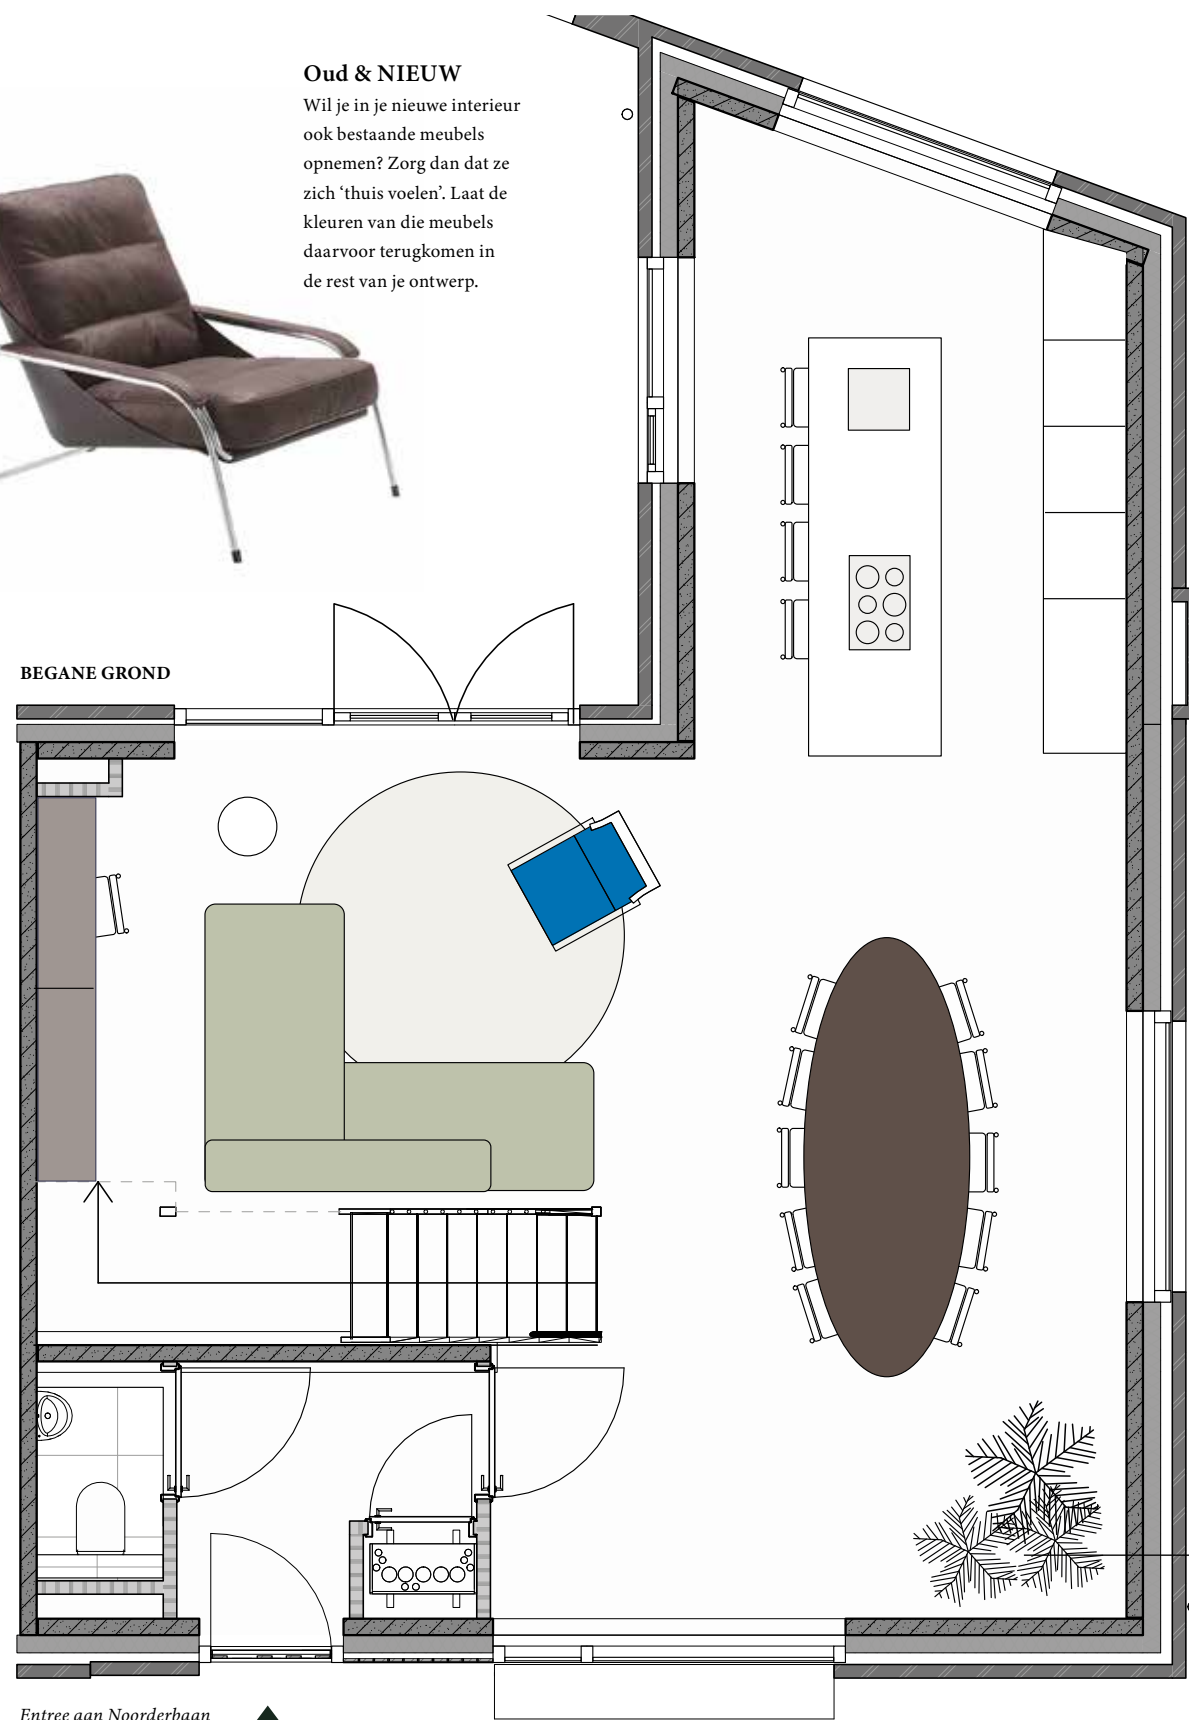 Oud & NIEUW
Wil je in je nieuwe interieur
ook bestaande meubels
opnemen? Zorg dan dat ze
zich ‘thuis voelen’. Laat de
kleuren van die meubels
daarvoor terugkomen in
de rest van je ontwerp.
BEGANE GROND
Entree aan Noorderbaan